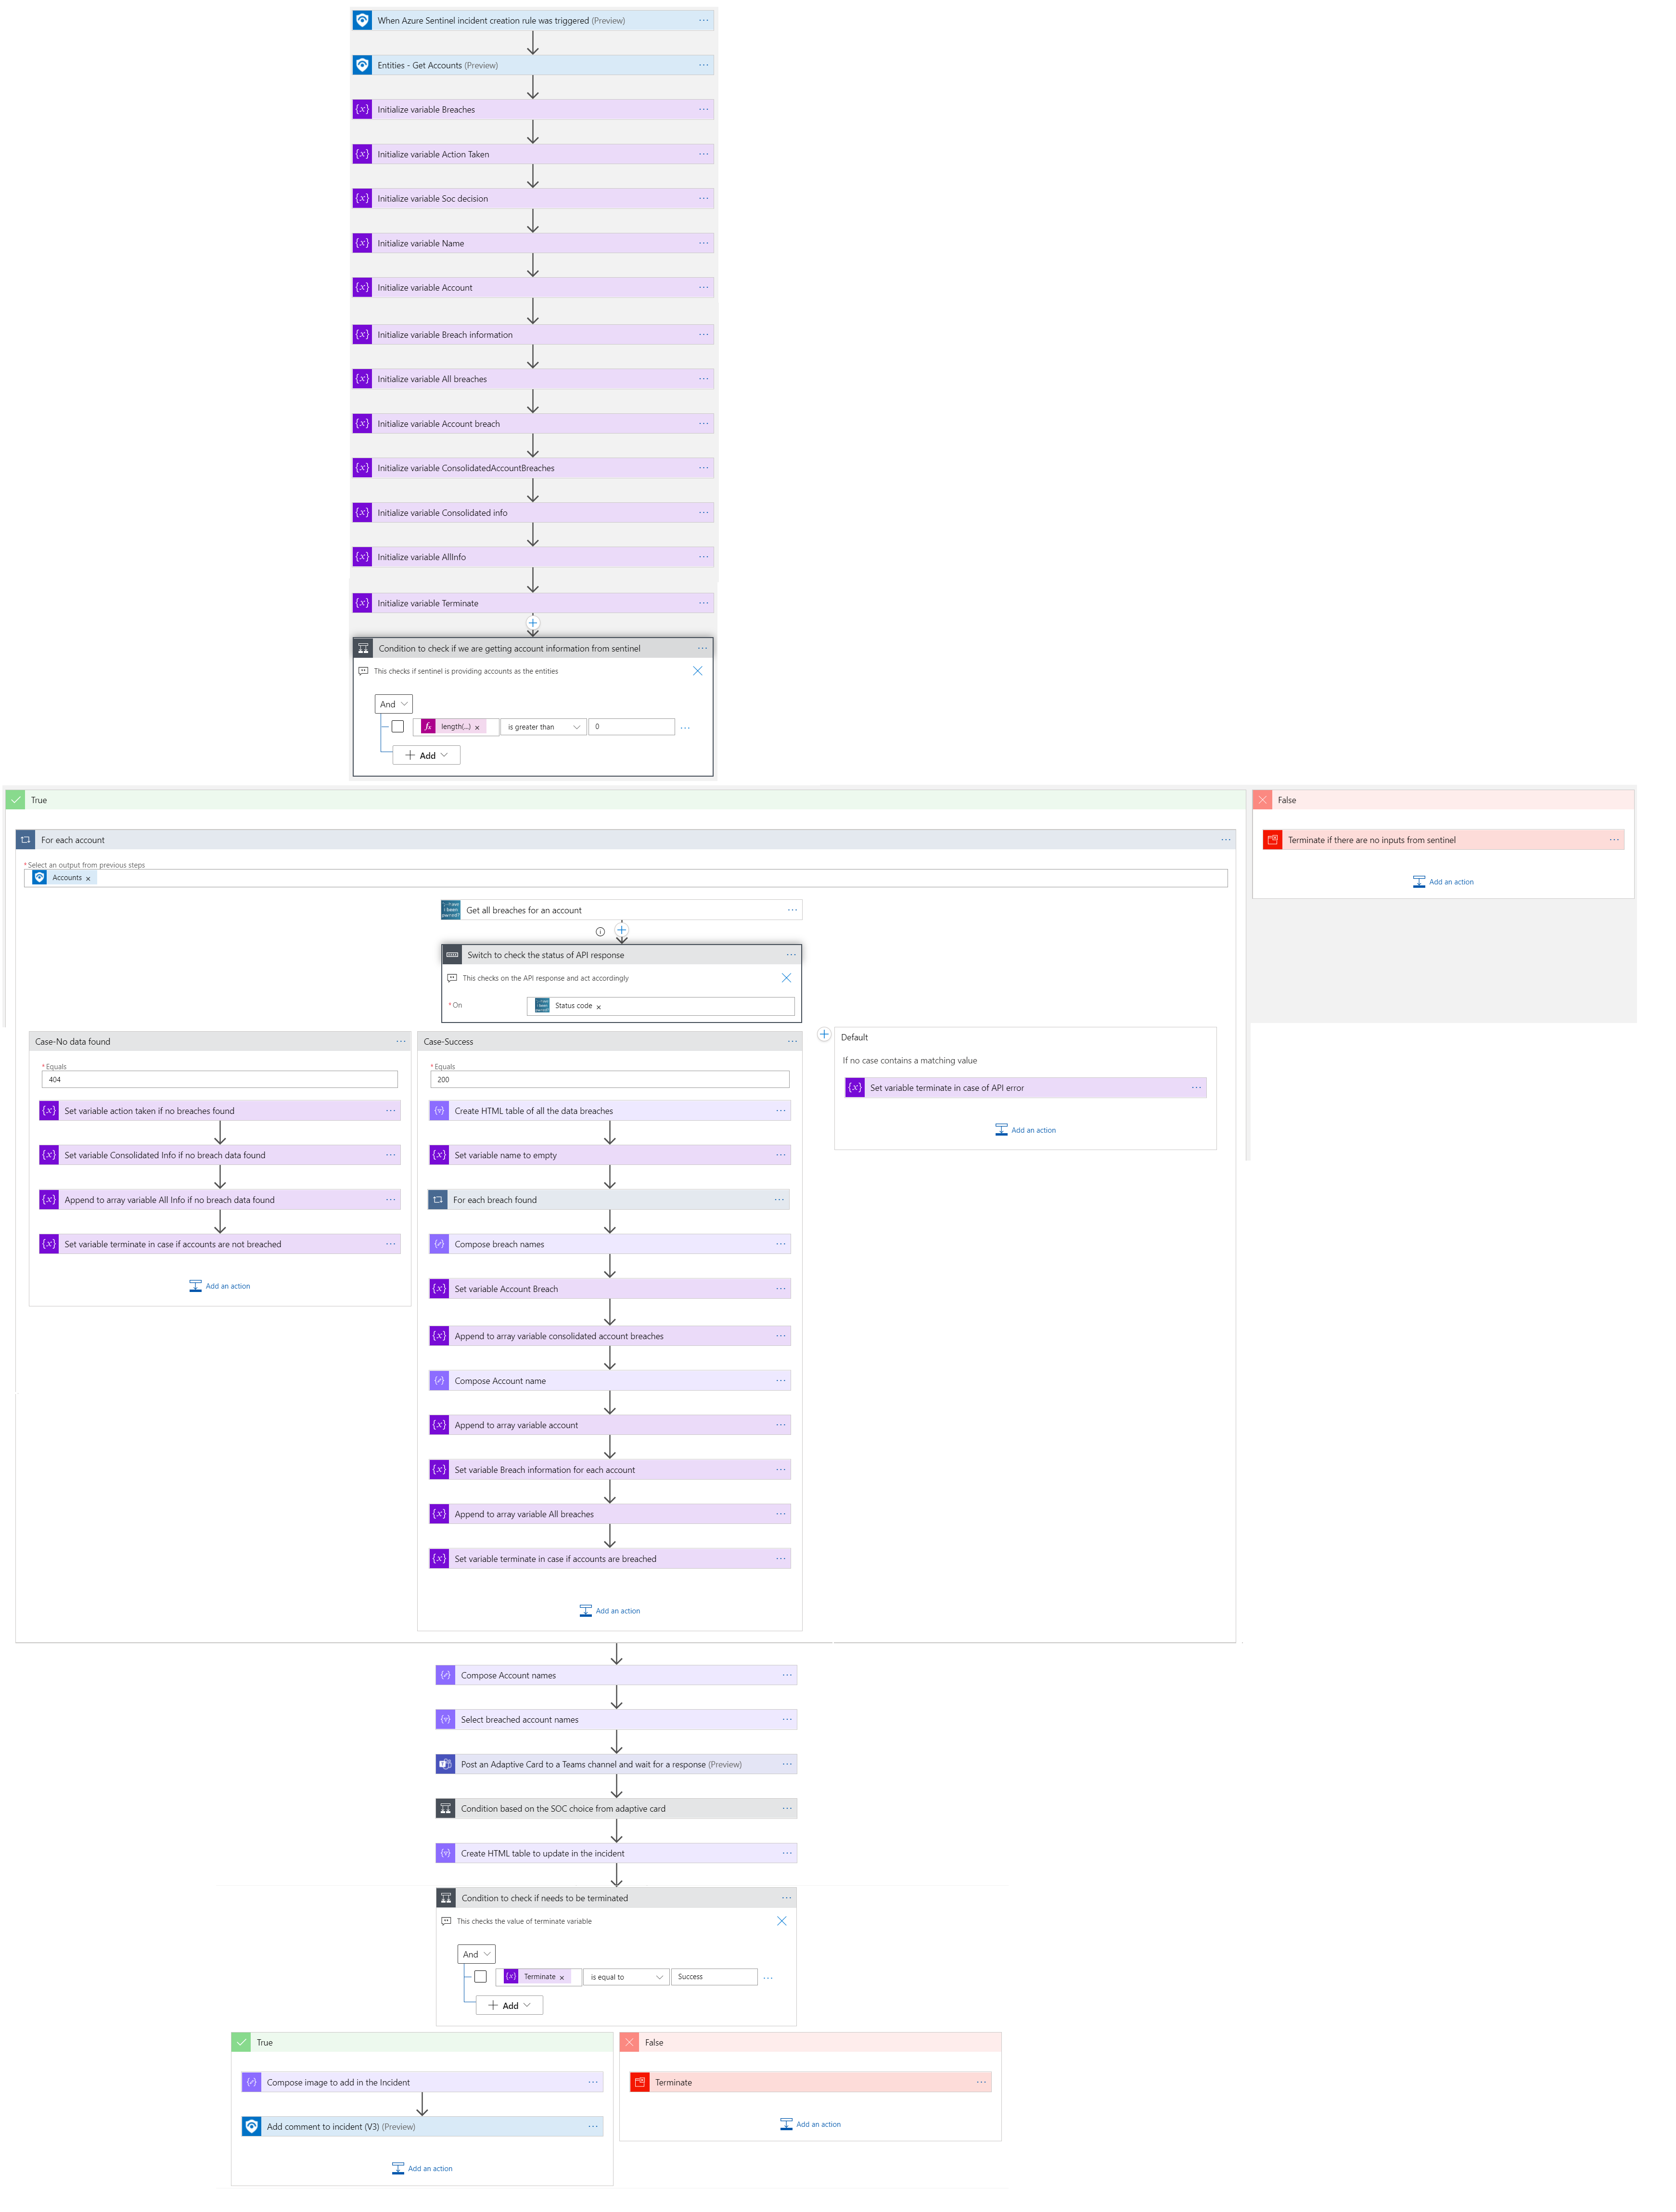 When Azure Sentinel incident creation rule was triggered (Preview)
Entities - Get Accounts (Preview)
Initialize variable Breaches
Initialize variable Action Taken
Initialize variable Soc decision
Initialize variable Name
Initialize variable Account
Initialize variable Breach information
Initialize variable All breaches
Initialize variable Account breach
Initialize variable ConsolidatedAccountBreaches
Initialize variable Consolidated info
Initialize variable AllInfo
Initialize variable Terminate
Condition to check if we are getting account information from sentinel
This checks if sentinel is providing accounts as the entities
And
length(...) × is greater than 0
+ Add
True
False
For each account
Terminate if there are no inputs from sentinel
* Select an output from previous steps
Accounts ×
Add an action
Get all breaches for an account
Switch to check the status of API response
This checks on the API response and act accordingly
* On
Status code ×
Case-No data found
* Equals
404
Set variable action taken if no breaches found
Set variable Consolidated Info if no breach data found
Append to array variable All Info if no breach data found
Set variable terminate in case if accounts are not breached
Add an action
Case-Success
* Equals
200
Create HTML table of all the data breaches
Set variable name to empty
For each breach found
Compose breach names
Set variable Account Breach
Append to array variable consolidated account breaches
Compose Account name
Append to array variable account
Set variable Breach information for each account
Append to array variable All breaches
Set variable terminate in case if accounts are breached
Add an action
Default
If no case contains a matching value
Set variable terminate in case of API error
Add an action
Compose Account names
Select breached account names
Post an Adaptive Card to a Teams channel and wait for a response (Preview)
Condition based on the SOC choice from adaptive card
Create HTML table to update in the incident
Condition to check if needs to be terminated
This checks the value of terminate variable
And
Terminate × is equal to Success
+ Add
True
Compose image to add in the Incident
Add comment to incident (V3) (Preview)
Add an action
False
Terminate
Add an action